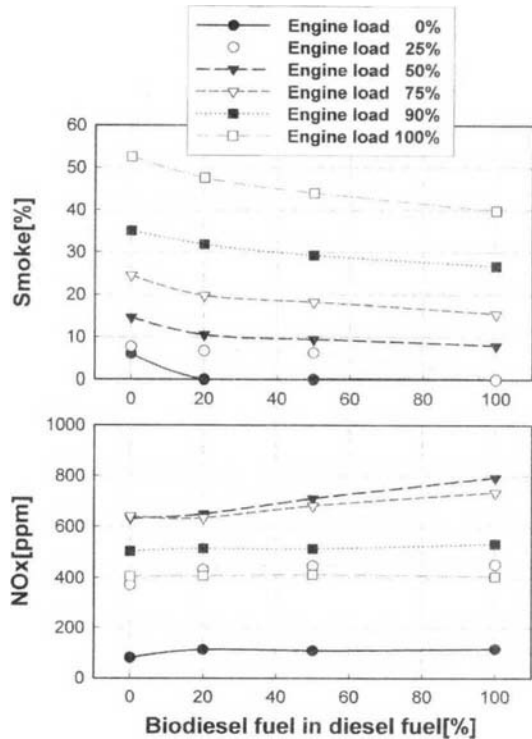 Engine load 0%
Engine load 25%
Engine load 50%
Engine load 75%
Engine load 90%
Engine load 100%
60
50
40
30
20
10
0
Smoke[%]
0 20 40 60 80 100
1000
800
600
400
200
0
NOx[ppm]
0 20 40 60 80 100
Biodiesel fuel in diesel fuel[%]